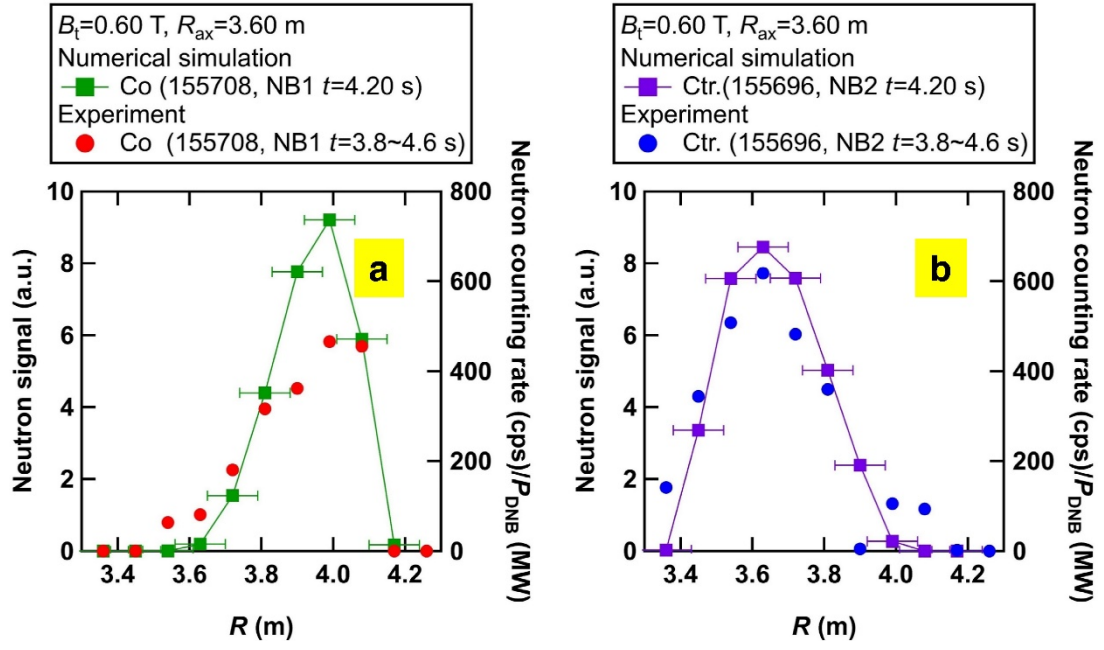 B_t=0.60 T, R_ax=3.60 m
Numerical simulation
Co (155708, NB1 t=4.20 s)
Experiment
Co (155708, NB1 t=3.8~4.6 s)
10
8
6
4
2
0
Neutron signal (a.u.)
a
800
600
400
200
0
Neutron counting rate (cps)/P_DNB (MW)
3.4 3.6 3.8 4.0 4.2
R (m)
B_t=0.60 T, R_ax=3.60 m
Numerical simulation
Ctr.(155696, NB2 t=4.20 s)
Experiment
Ctr. (155696, NB2 t=3.8~4.6 s)
10
8
6
4
2
0
Neutron signal (a.u.)
b
800
600
400
200
0
Neutron counting rate (cps)/P_DNB (MW)
3.4 3.6 3.8 4.0 4.2
R (m)